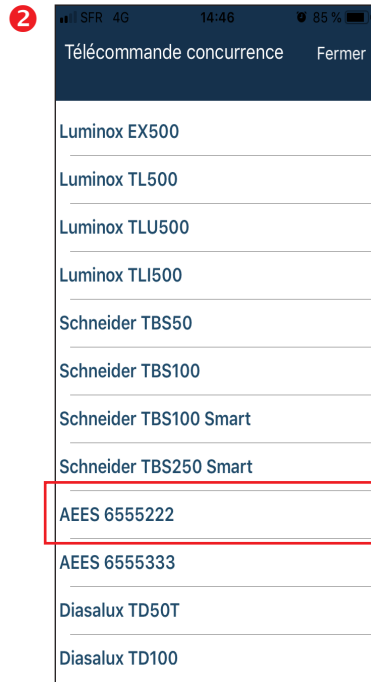 2
SFR 4G 14:46 85 %
Télécommande concurrence Fermer
Luminox EX500
Luminox TL500
Luminox TLU500
Luminox TLI500
Schneider TBS50
Schneider TBS100
Schneider TBS100 Smart
Schneider TBS250 Smart
AEES 6555222
AEES 6555333
Diasalux TD50T
Diasalux TD100